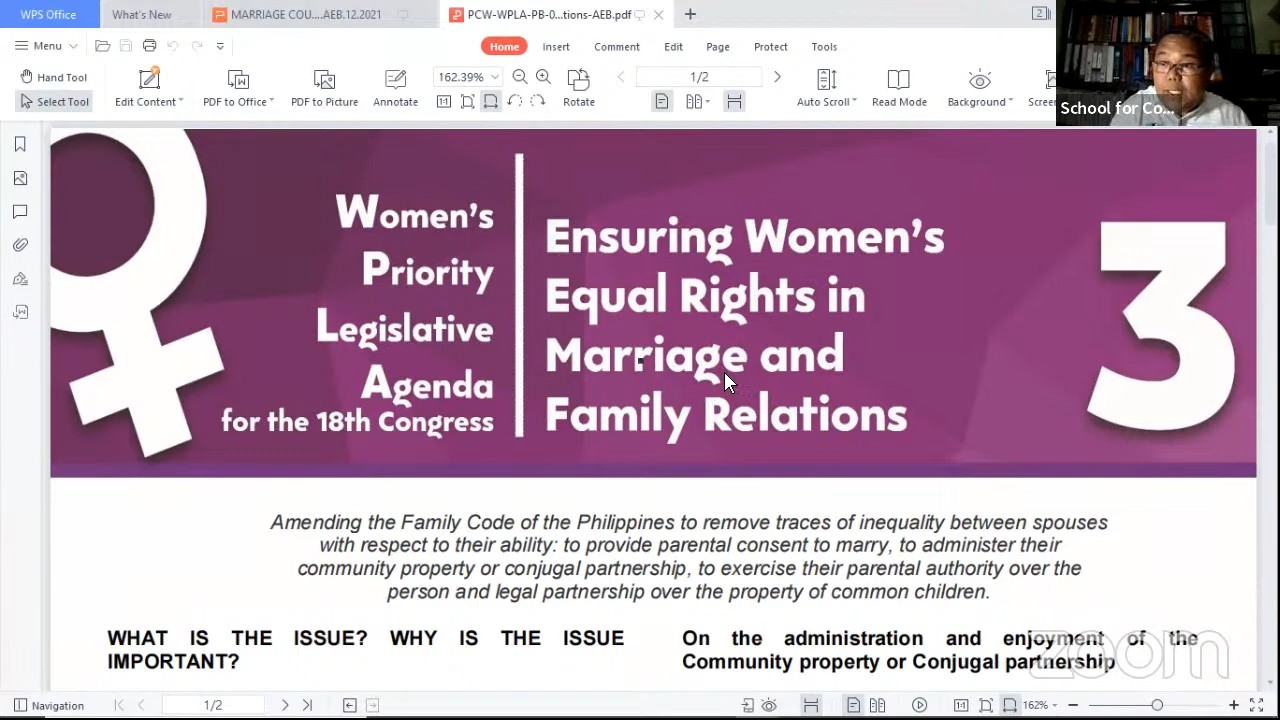 WPS Office
What's New
MARRIAGE COU....AEB.12.2021
PCW-WPLA-PB-0...tions-AEB.pdf
2
Menu
Home
Insert
Comment
Edit
Page
Protect
Tools
Hand Tool
Select Tool
Edit Content
PDF to Office
PDF to Picture
Annotate
162.39%
Rotate
1/2
Auto Scroll
Read Mode
Background
Screen
School for Co...
Women's
Priority
Legislative
Agenda
for the 18th Congress
Ensuring Women's
Equal Rights in
Marriage and
Family Relations
3
Amending the Family Code of the Philippines to remove traces of inequality between spouses
with respect to their ability: to provide parental consent to marry, to administer their
community property or conjugal partnership, to exercise their parental authority over the
person and legal partnership over the property of common children.
WHAT IS THE ISSUE? WHY IS THE ISSUE
IMPORTANT?
On the administration and enjoyment of the
Community property or Conjugal partnership
zoom
Navigation
1/2
1:1
162%